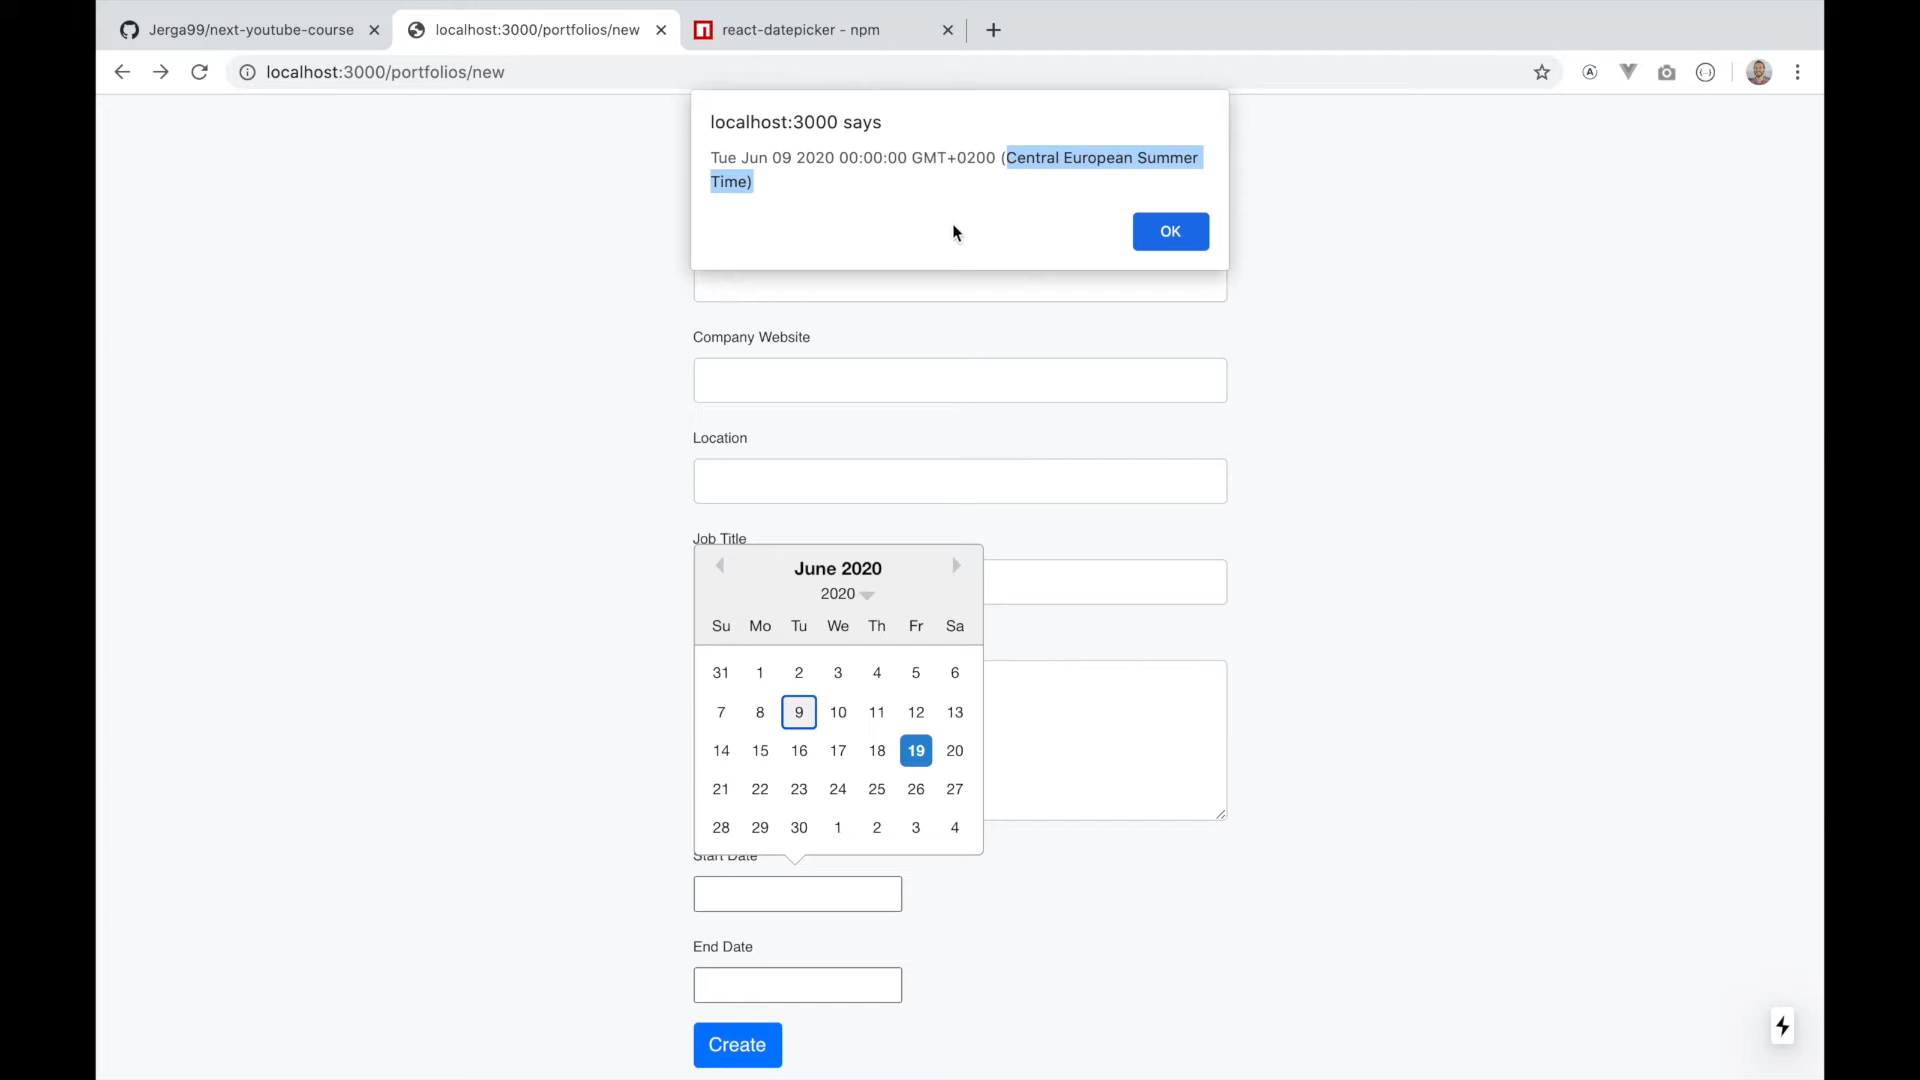 Jerga99/next-youtube-course
localhost:3000/portfolios/new
react-datepicker - npm
localhost:3000/portfolios/new
localhost:3000 says
Tue Jun 09 2020 00:00:00 GMT+0200 (Central European Summer
Time)
OK
Company Website
Location
Job Title
June 2020
2020
Su Mo Tu We Th Fr Sa
31 1 2 3 4 5 6
7 8 9 10 11 12 13
14 15 16 17 18 19 20
21 22 23 24 25 26 27
28 29 30 1 2 3 4
Start Date
End Date
Create